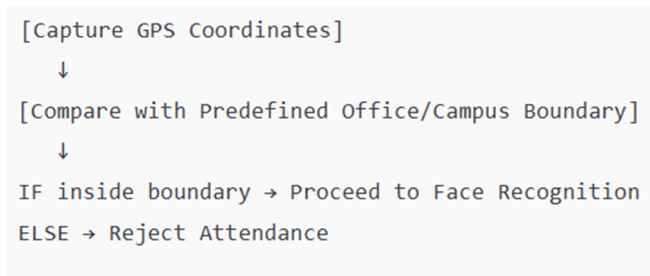 [Capture GPS Coordinates]
↓
[Compare with Predefined Office/Campus Boundary]
↓
IF inside boundary → Proceed to Face Recognition
ELSE → Reject Attendance